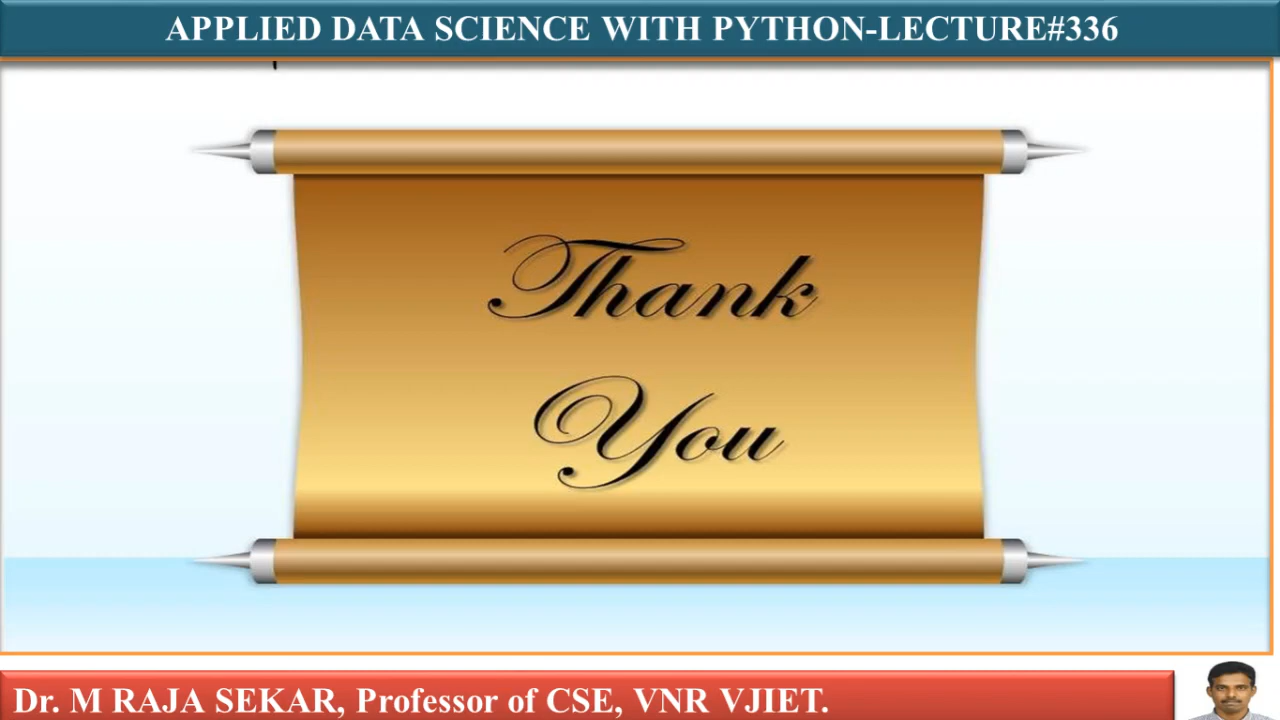 APPLIED DATA SCIENCE WITH PYTHON-LECTURE#336
Thank
You
Dr. M RAJA SEKAR, Professor of CSE, VNR VJIET.